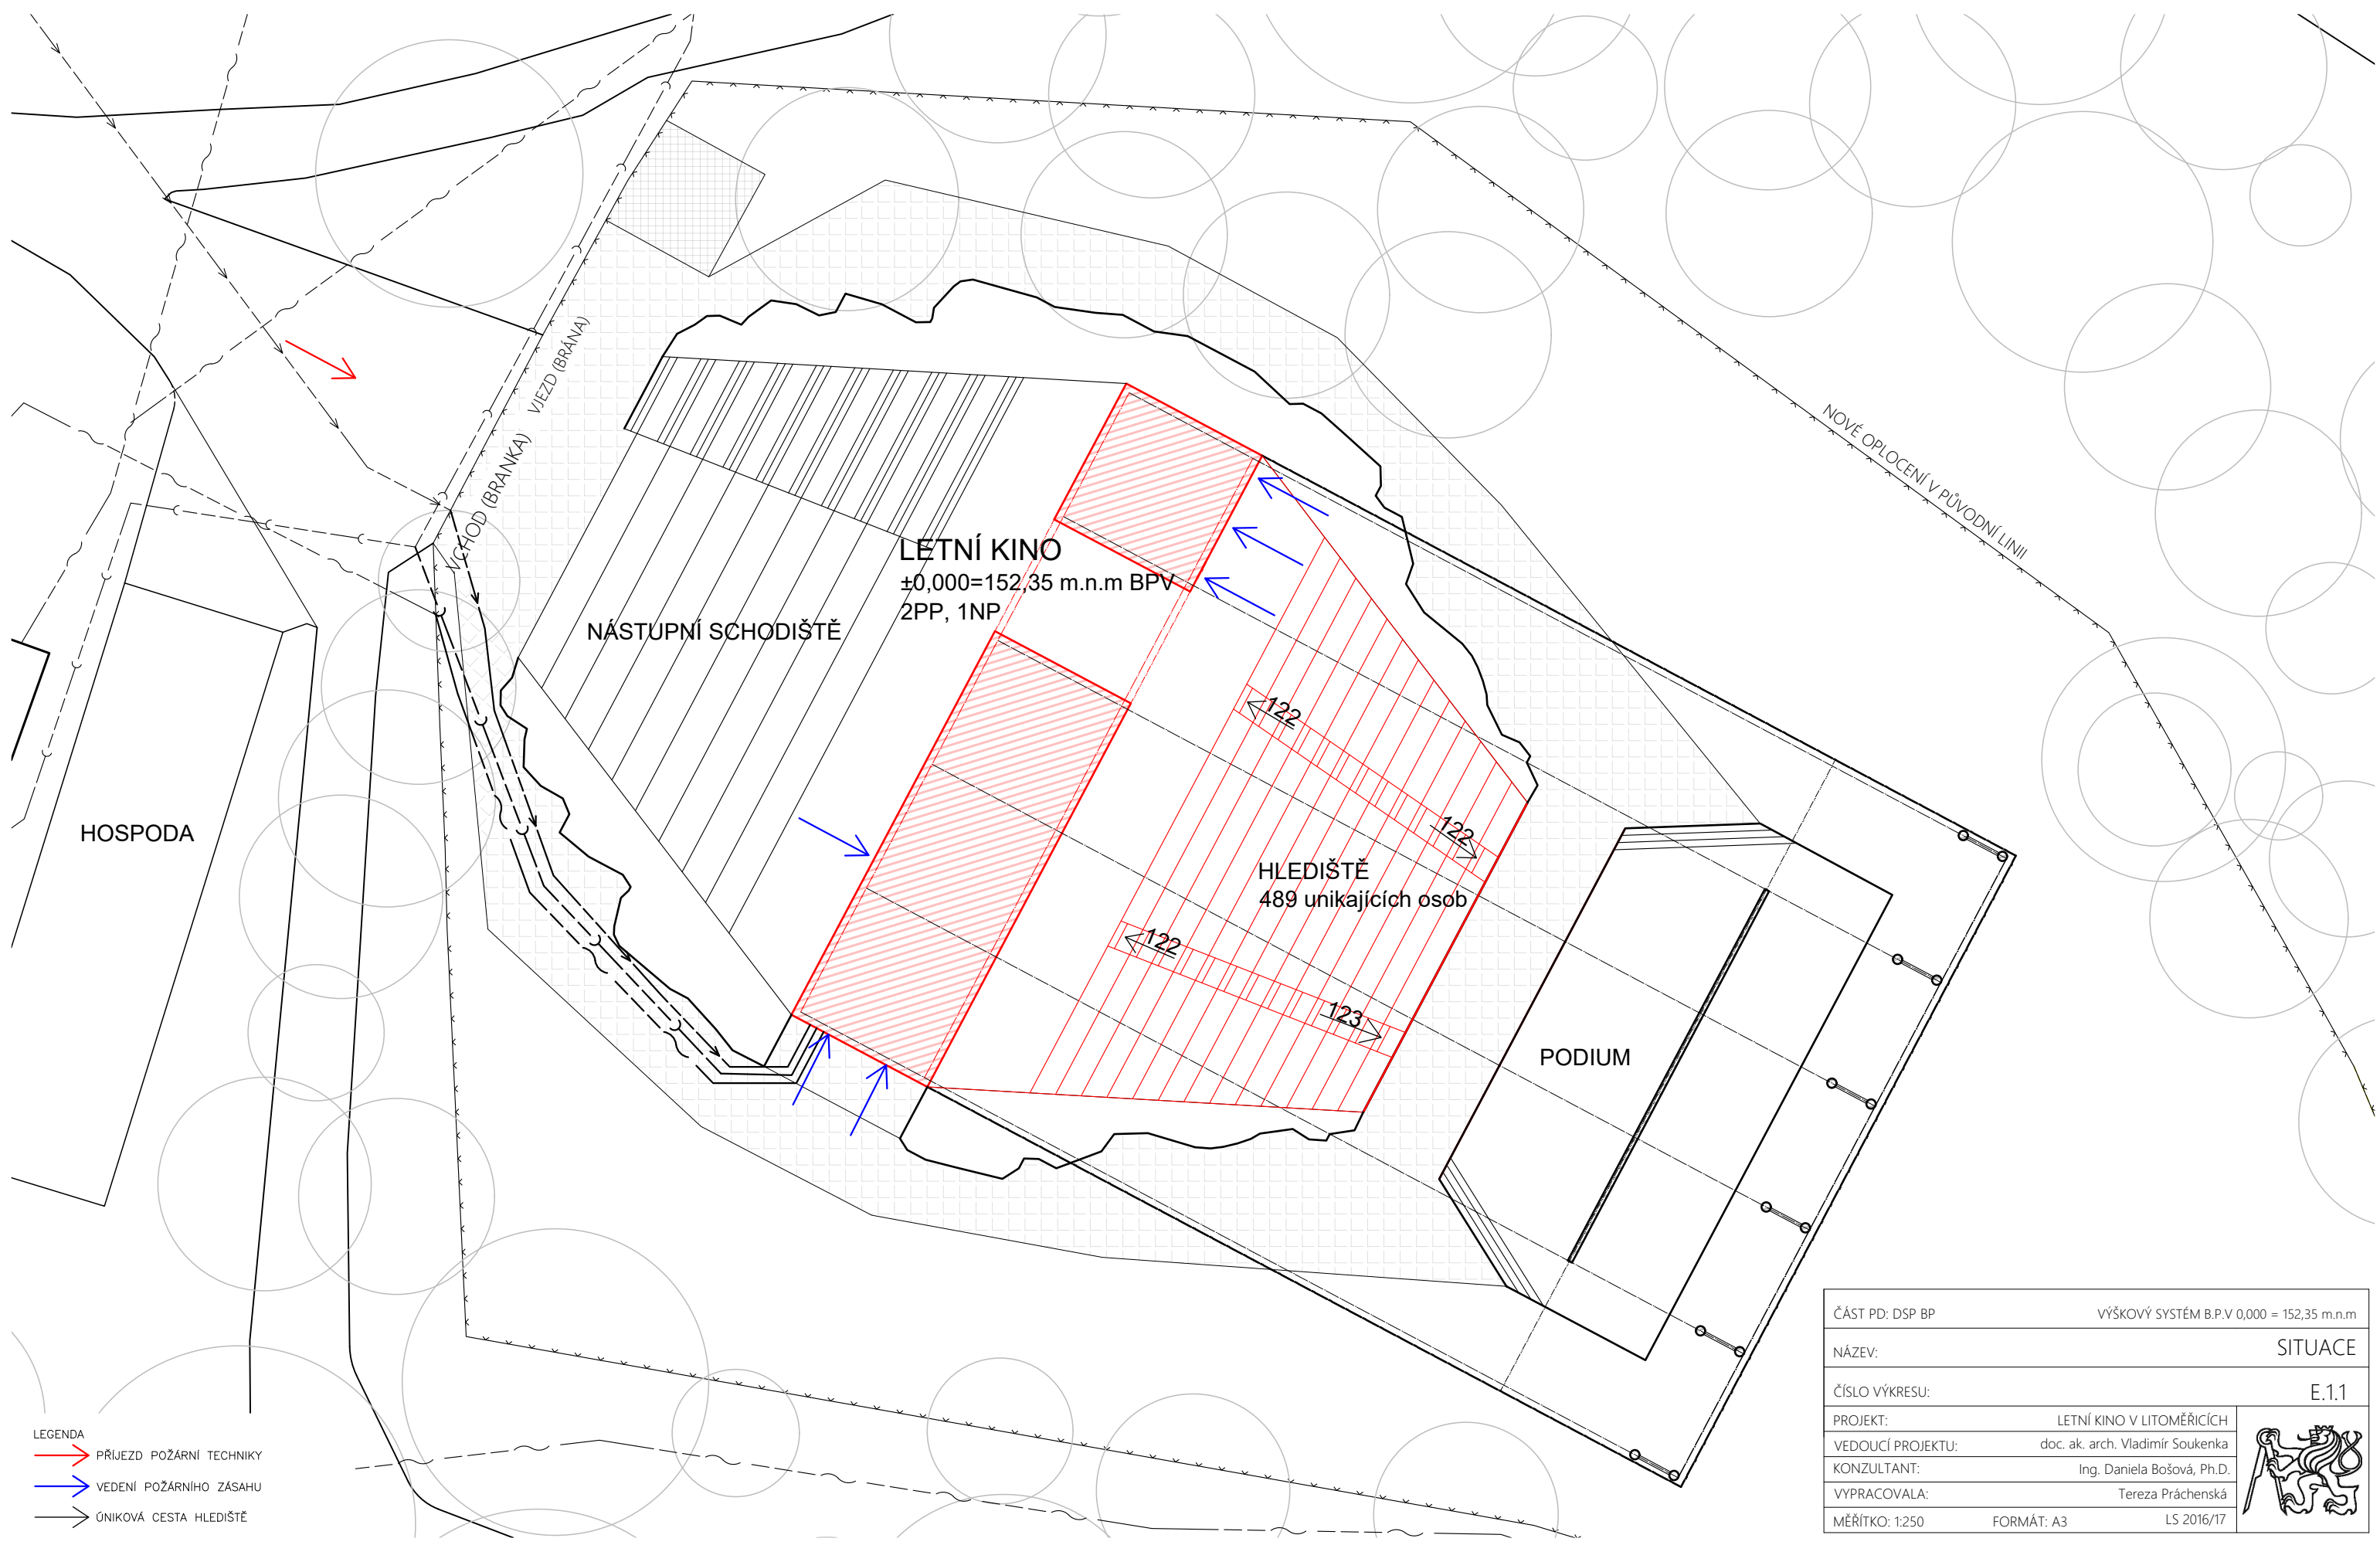 VJEZD (BRÁNA)
VCHOD (BRANKA)
NOVÉ OPLOCENÍ V PŮVODNÍ LINII
LETNÍ KINO
±0,000=152,35 m.n.m BPV
2PP, 1NP
NÁSTUPNÍ SCHODIŠTĚ
122
122
HOSPODA
HLEDIŠTĚ
489 unikajících osob
122
123
PODIUM
LEGENDA
PŘÍJEZD POŽÁRNÍ TECHNIKY
VEDENÍ POŽÁRNÍHO ZÁSAHU
ÚNIKOVÁ CESTA HLEDIŠTĚ
ČÁST PD: DSP BP VÝŠKOVÝ SYSTÉM B.P.V 0,000 = 152,35 m.n.m
NÁZEV: SITUACE
ČÍSLO VÝKRESU: E.1.1
PROJEKT: LETNÍ KINO V LITOMĚŘICÍCH
VEDOUCÍ PROJEKTU: doc. ak. arch. Vladimír Soukenka
KONZULTANT: Ing. Daniela Bošová, Ph.D.
VYPRACOVALA: Tereza Práchenská
MĚŘÍTKO: 1:250 FORMÁT: A3 LS 2016/17